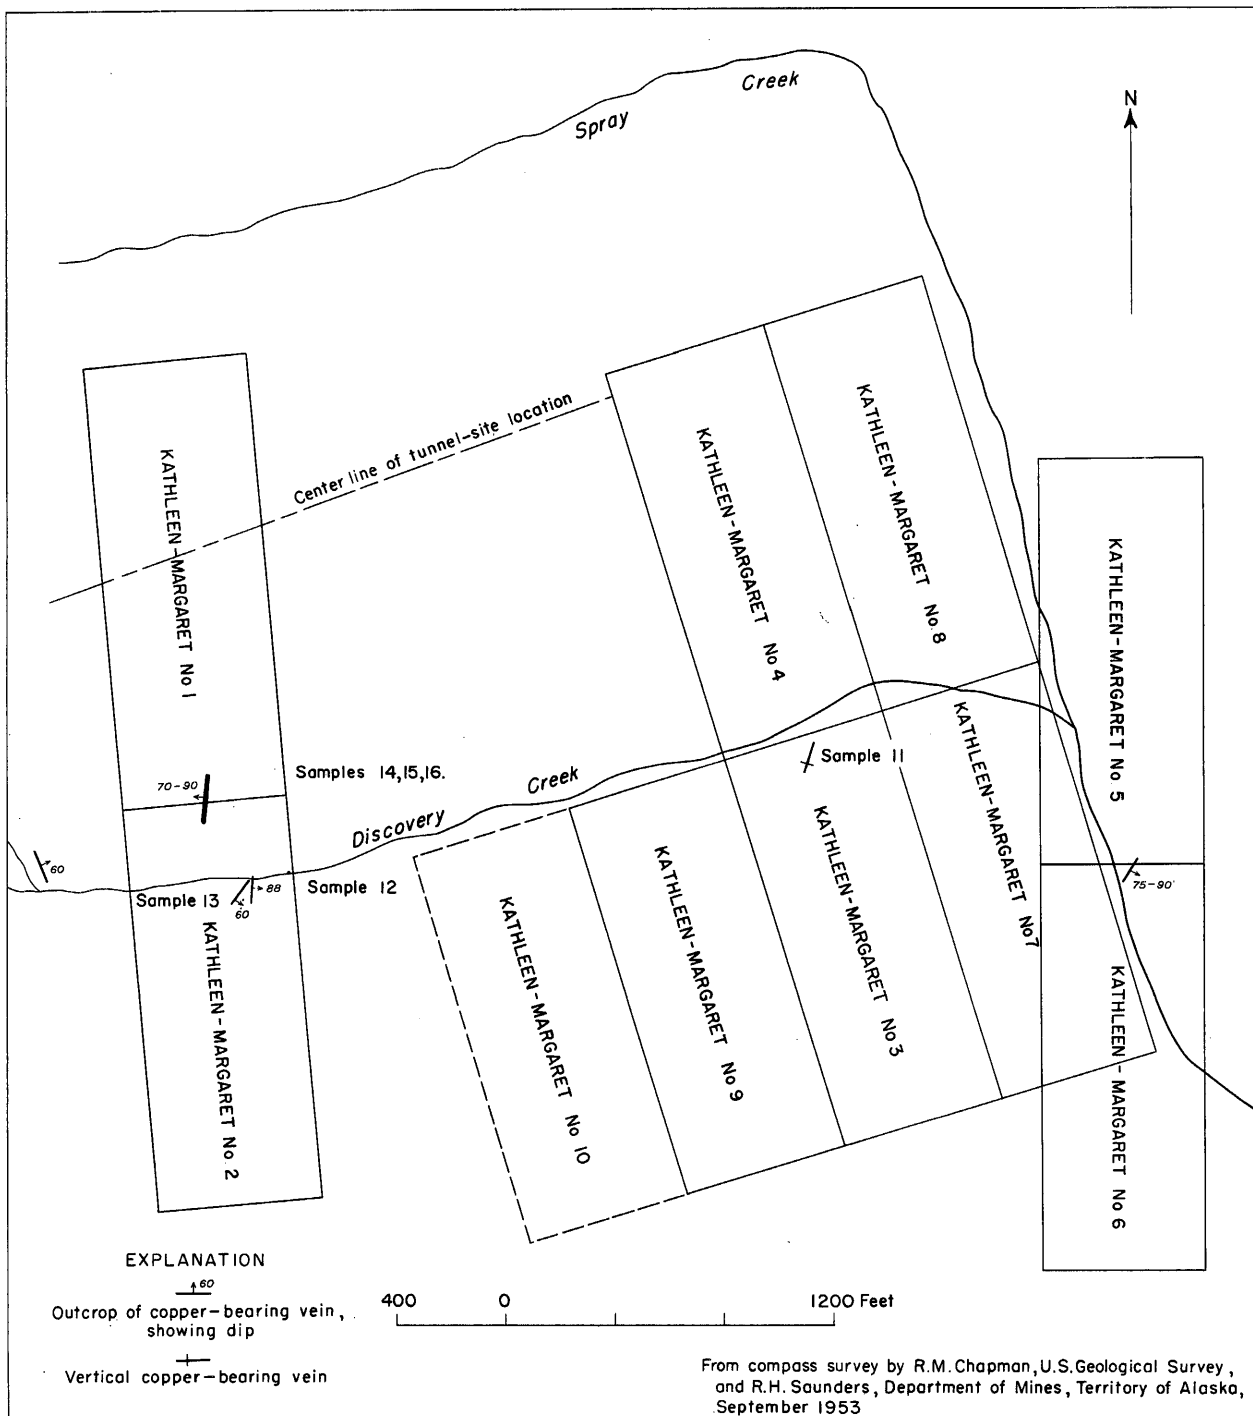 Creek
Spray
N
Center line of tunnel-site location
KATHLEEN-MARGARET No 1
KATHLEEN-MARGARET No 4
KATHLEEN-MARGARET No. 8
KATHLEEN-MARGARET No 5
70-90
Samples 14,15,16.
Sample 11
Creek
Discovery
60
88
Sample 12
Sample 13
60
75-90
KATHLEEN-MARGARET No. 2
KATHLEEN-MARGARET No 10
KATHLEEN-MARGARET No 9
KATHLEEN-MARGARET No 3
KATHLEEN-MARGARET No 7
KATHLEEN-MARGARET No 6
EXPLANATION
60
Outcrop of copper-bearing vein,
showing dip
Vertical copper-bearing vein
400 0 1200 Feet
From compass survey by R.M. Chapman, U.S. Geological Survey,
and R.H. Saunders, Department of Mines, Territory of Alaska,
September 1953